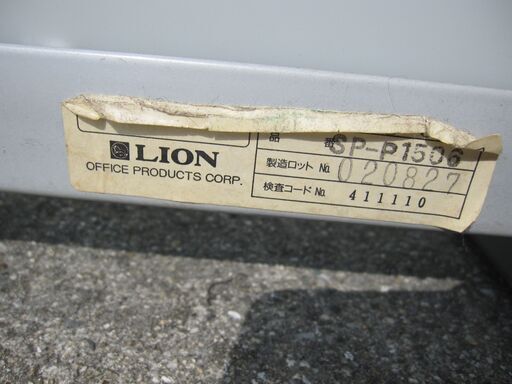 LION
OFFICE PRODUCTS CORP.
品 番 SP-P1506
製造ロット No. 020827
検査コード No. 411110